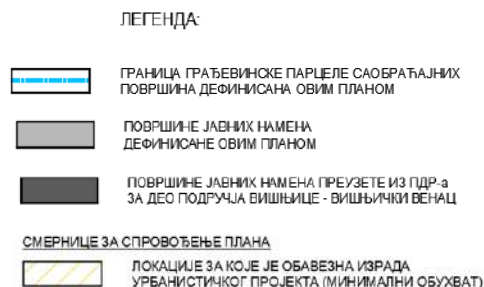 ЛЕГЕНДА:
ГРАНИЦА ГРАЂЕВИНСКЕ ПАРЦЕЛЕ САОБРАЋАЈНИХ
ПОВРШИНА ДЕФИНИСАНА ОВИМ ПЛАНОМ
ПОВРШИНЕ ЈАВНИХ НАМЕНА
ДЕФИНИСАНЕ ОВИМ ПЛАНОМ
ПОВРШИНЕ ЈАВНИХ НАМЕНА ПРЕУЗЕТЕ ИЗ ПДР-а
ЗА ДЕО ПОДРУЧЈА ВИШЊИЦЕ - ВИШЊИЧКИ ВЕНАЦ
СМЕРНИЦЕ ЗА СПРОВОЂЕЊЕ ПЛАНА
ЛОКАЦИЈЕ ЗА КОЈЕ ЈЕ ОБАВЕЗНА ИЗРАДА
УРБАНИСТИЧКОГ ПРОЈЕКТА (МИНИМАЛНИ ОБУХВАТ)